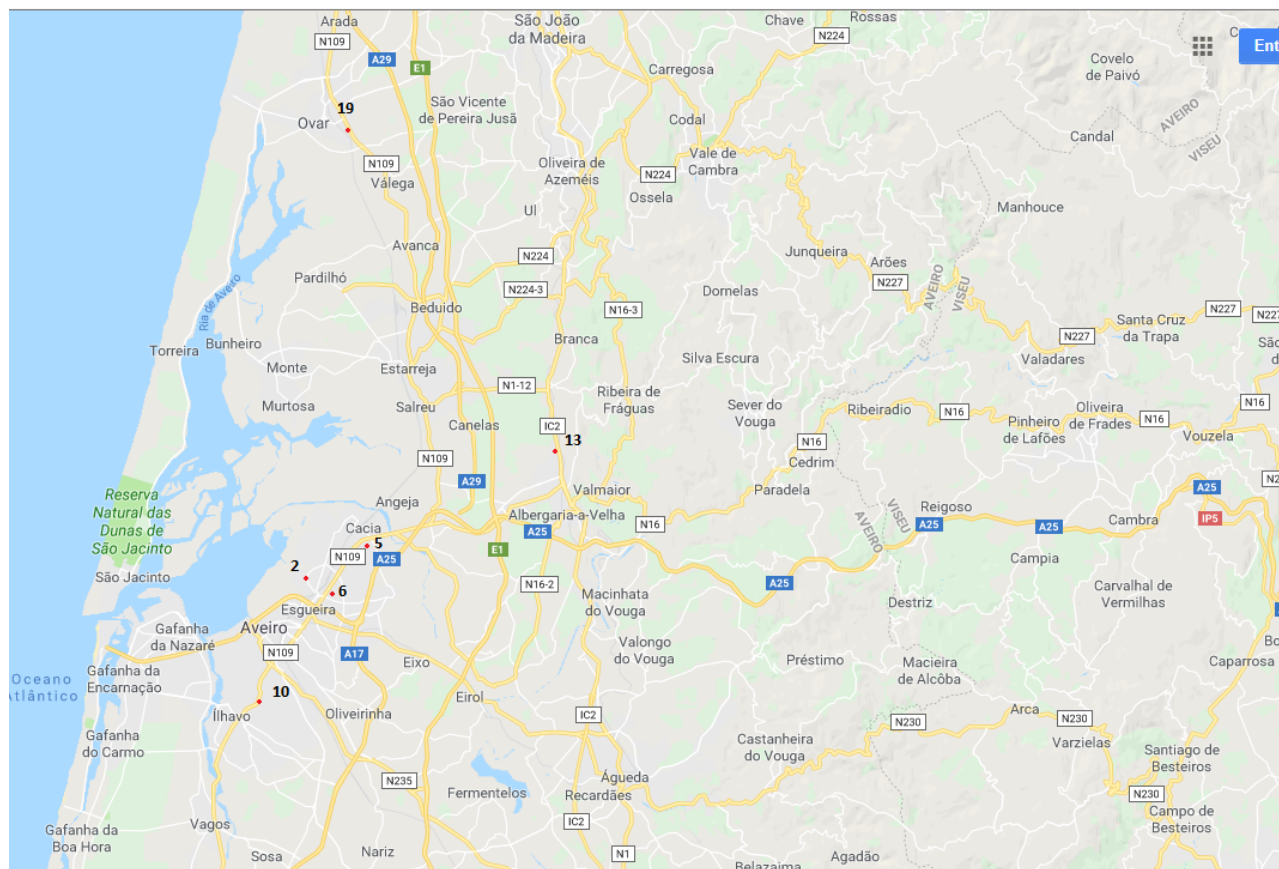 Arada
São João
da Madeira
Chave
Rossas
N109
A29
E1
N224
Ent
Carregosa
Covelo
de Paivó
19
Ovar
São Vicente
de Pereira Jusã
Codal
AVEIRO
VISEU
Candal
N109
Válega
Oliveira de
Azeméis
N224
Ossela
Vale de
Cambra
Ul
Manhouce
Avanca
N224
Junqueira
Arões
N227
AVEIRO
VISEU
Pardilhó
N224-3
Dornelas
Ria de Aveiro
Beduido
N16-3
Santa Cruz
da Trapa
N227
N227
Torreira
Bunheiro
Branca
N227
Valadares
São
d
Monte
Estarreja
Silva Escura
Murtosa
Salreu
N1-12
Ribeira de
Fráguas
Sever do
Vouga
Ribeiradio
N16
Pinheiro
de Lafões
Oliveira
de Frades
N16
Canelas
IC2
13
N16
Vouzela
N109
Cedrim
A29
Valmaior
Paradela
A25
N2
Reserva
Natural das
Dunas de
São Jacinto
Angeja
Albergaria-a-Velha
N16
AVEIRO
VISEU
Reigoso
A25
A25
Cambra
IP5
Cacia
A25
5
E1
N109
A25
Campia
São Jacinto
2
6
N16-2
A25
Carvalhal de
Vermilhas
Esgueira
Macinhata
do Vouga
Destriz
Gafanha
da Nazaré
Aveiro
Valongo
do Vouga
Bo
N109
A17
Eixo
Préstimo
Macieira
de Alcôba
Caparrosa
Gafanha da
Encarnação
Oceano
Atlântico
10
Eirol
Ílhavo
Oliveirinha
IC2
N230
Arca
N230
Gafanha
do Carmo
Castanheira
do Vouga
Varzielas
Santiago de
Besteiros
N235
Fermentelos
Águeda
Recardães
N230
Vagos
IC2
Campo de
Besteiros
Gafanha da
Boa Hora
Sosa
Nariz
N1
Agadão
Belazaima